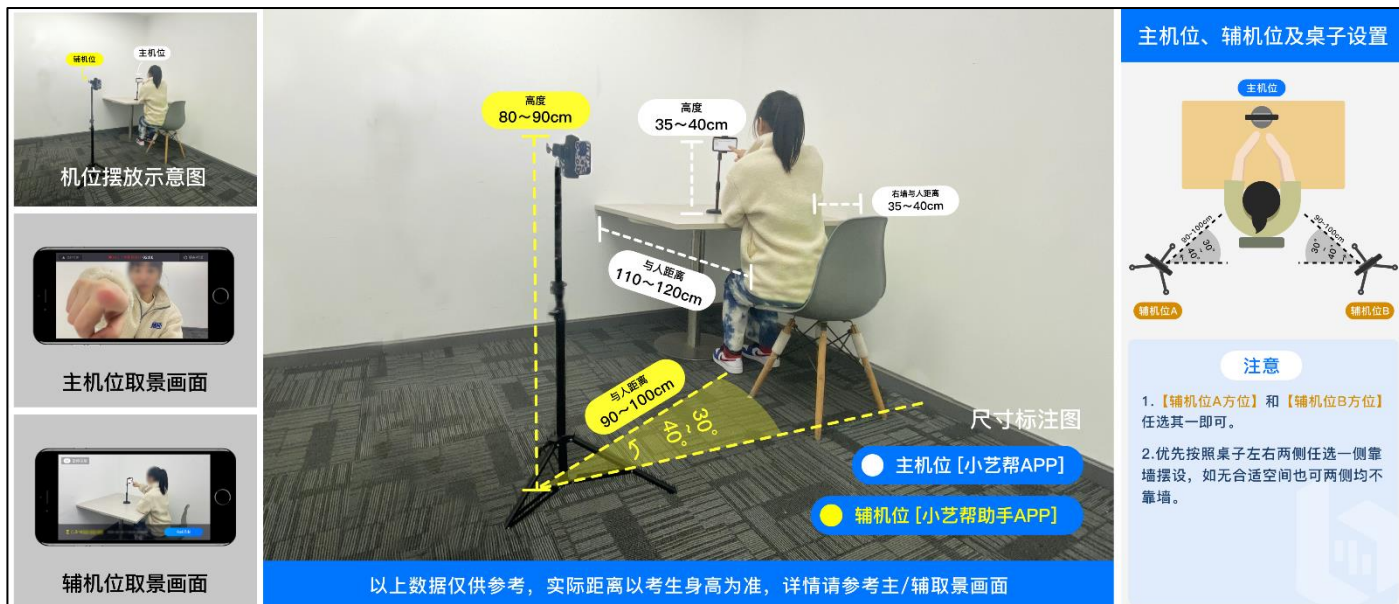 辅机位
主机位
机位摆放示意图
主机位取景画面
辅机位取景画面
高度
80～90cm
高度
35～40cm
右墙与人距离
35～40cm
与人距离
110～120cm
与人距离
90～100cm
30°
~
40°
尺寸标注图
主机位 [小艺帮APP]
辅机位 [小艺帮助手APP]
以上数据仅供参考，实际距离以考生身高为准，详情请参考主/辅取景画面
主机位、辅机位及桌子设置
主机位
90-100cm
30°
~
40°
90-100cm
30°
~
40°
辅机位A
辅机位B
注意
1.【辅机位A方位】和【辅机位B方位】
任选其一即可。
2.优先按照桌子左右两侧任选一侧靠
墙摆设，如无合适空间也可两侧均不
靠墙。